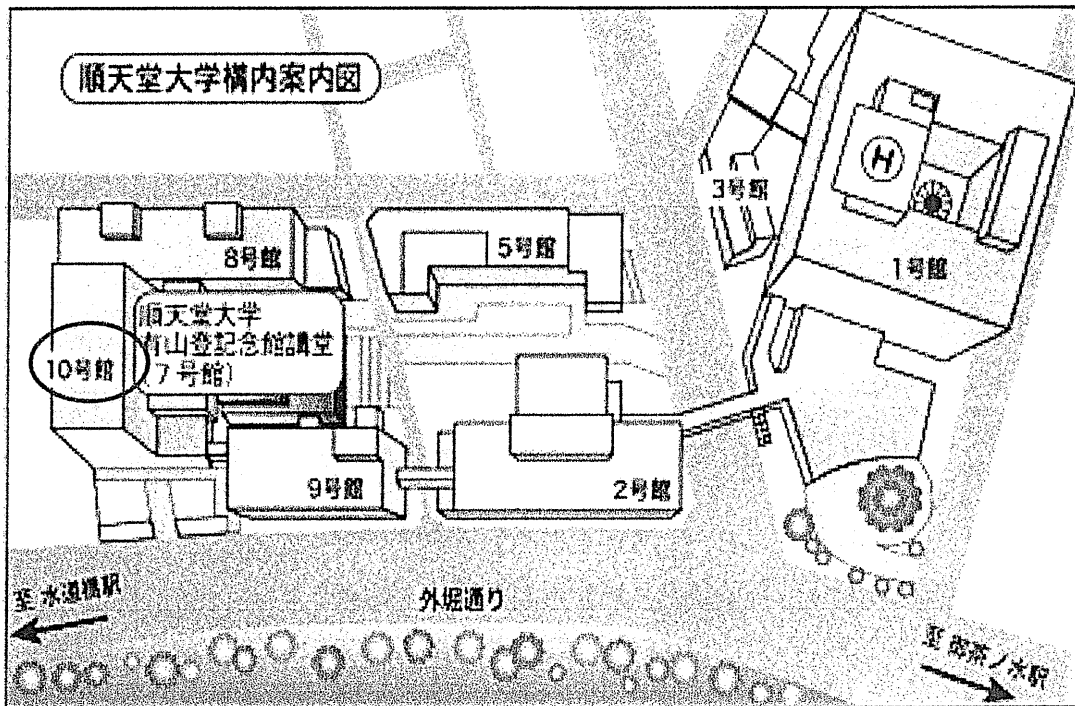 順天堂大学構内案内図
3号館
H
8号館
5号館
1号館
順天堂大学
有山登記念館講堂
(7号館)
10号館
9号館
2号館
至 水道橋駅
外堀通り
至 御茶ノ水駅